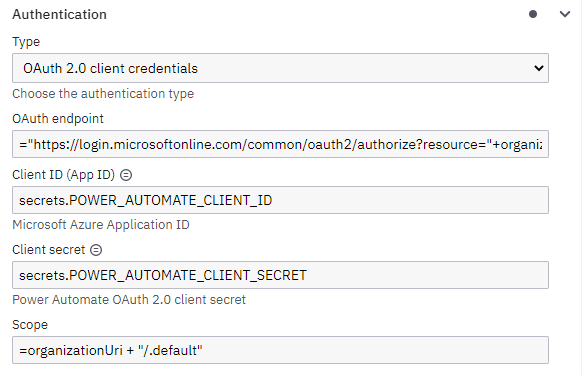 Authentication
Type
OAuth 2.0 client credentials
Choose the authentication type
OAuth endpoint
="https://login.microsoftonline.com/common/oauth2/authorize?resource="+organiz
Client ID (App ID)
secrets.POWER_AUTOMATE_CLIENT_ID
Microsoft Azure Application ID
Client secret
secrets.POWER_AUTOMATE_CLIENT_SECRET
Power Automate OAuth 2.0 client secret
Scope
=organizationUri + "/.default"